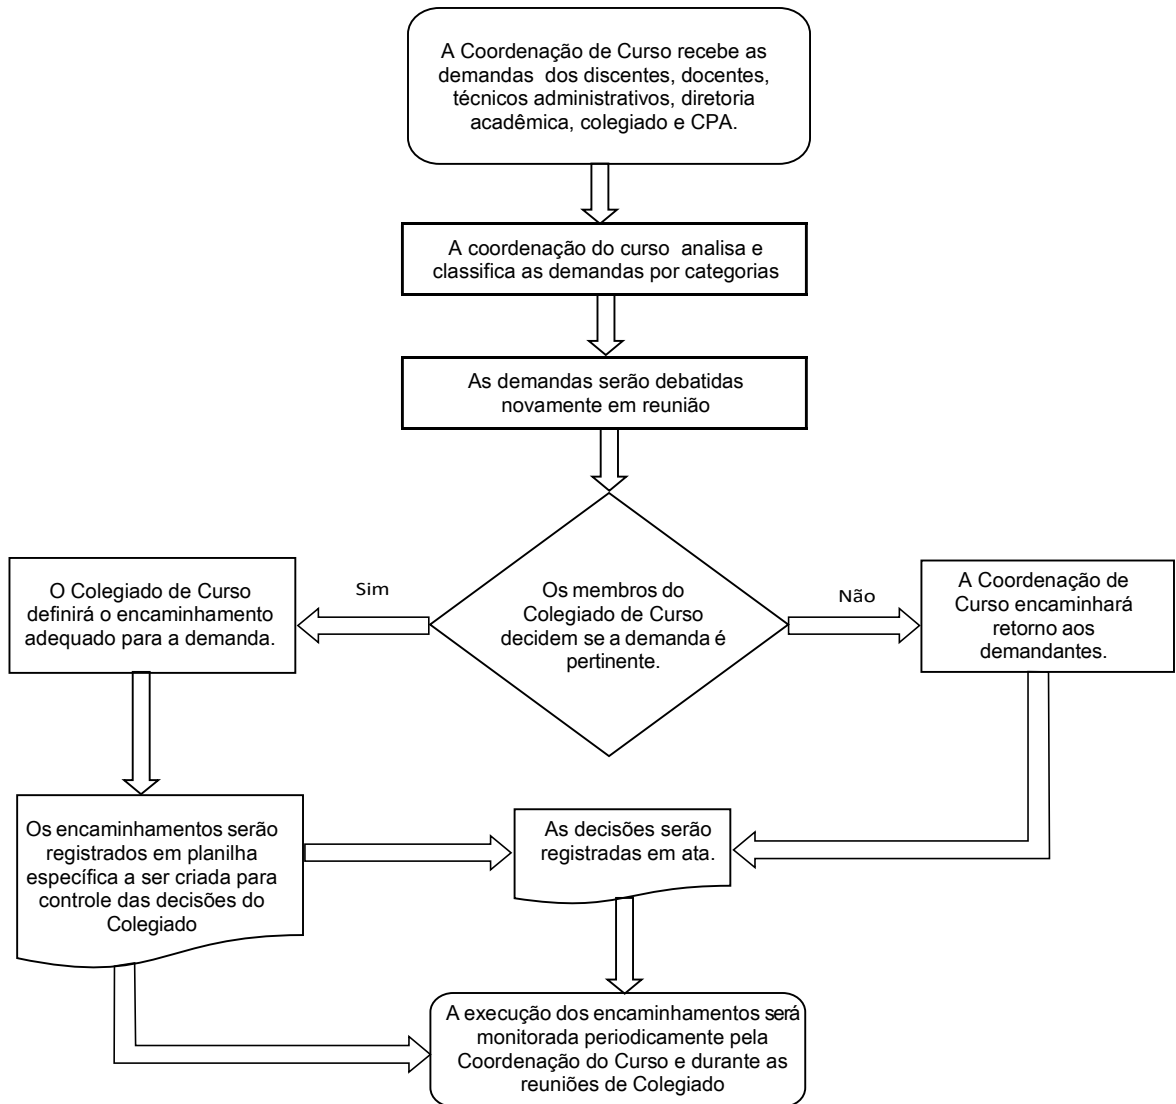 A Coordenação de Curso recebe as
demandas dos discentes, docentes,
técnicos administrativos, diretoria
acadêmica, colegiado e CPA.
A coordenação do curso analisa e
classifica as demandas por categorias
As demandas serão debatidas
novamente em reunião
Os membros do
Colegiado de Curso
decidem se a demanda é
pertinente.
Sim
Não
O Colegiado de Curso
definirá o encaminhamento
adequado para a demanda.
A Coordenação de
Curso encaminhará
retorno aos
demandantes.
Os encaminhamentos serão
registrados em planilha
específica a ser criada para
controle das decisões do
Colegiado
As decisões serão
registradas em ata.
A execução dos encaminhamentos será
monitorada periodicamente pela
Coordenação do Curso e durante as
reuniões de Colegiado